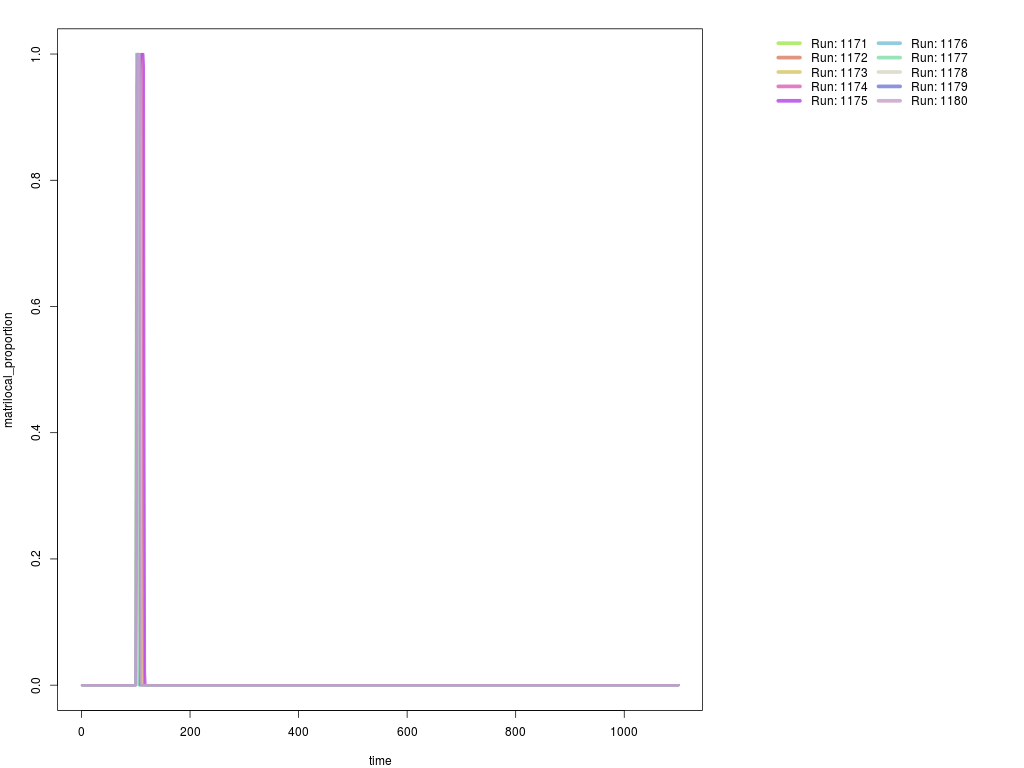 1.0
0.8
0.6
0.4
0.2
0.0
matrilocal_proportion
0 200 400 600 800 1000
time
Run: 1171
Run: 1172
Run: 1173
Run: 1174
Run: 1175
Run: 1176
Run: 1177
Run: 1178
Run: 1179
Run: 1180